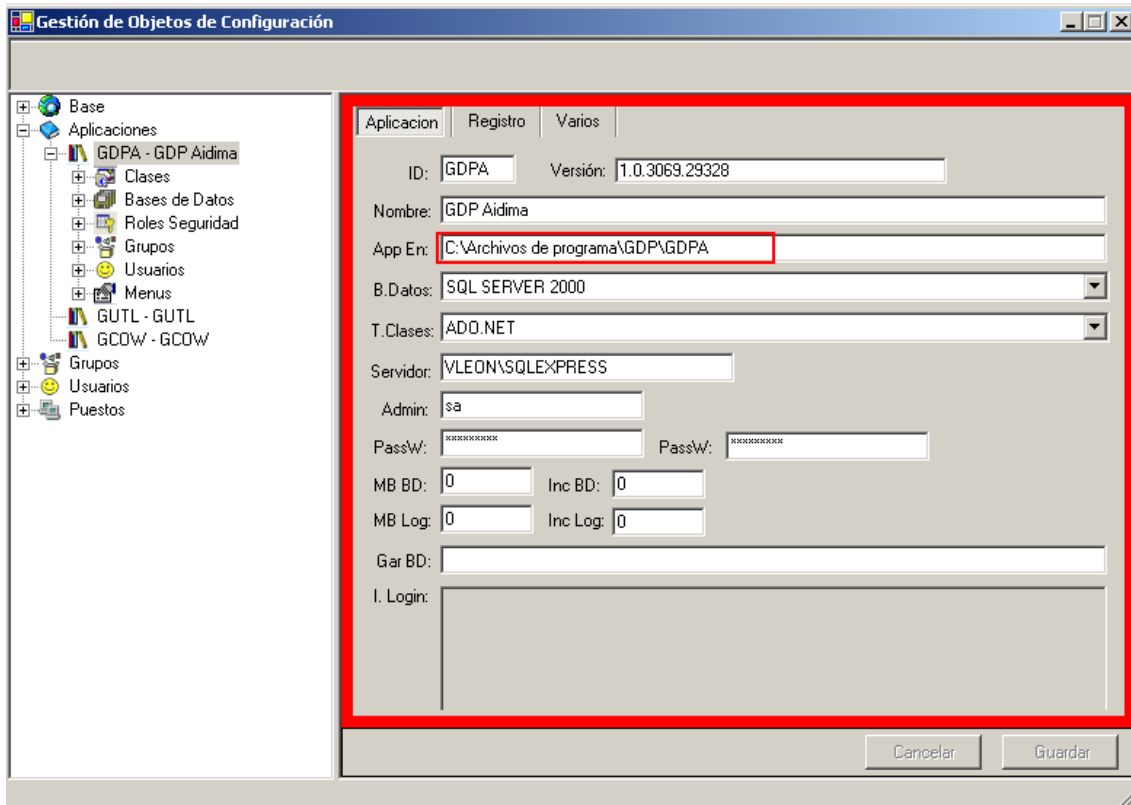 Gestión de Objetos de Configuración
Base
Aplicaciones
GDPA - GDP Aidima
Clases
Bases de Datos
Roles Seguridad
Grupos
Usuarios
Menus
GUTL - GUTL
GCOW - GCOW
Grupos
Usuarios
Puestos
Aplicacion Registro Varios
ID: GDPA Versión: 1.0.3069.29328
Nombre: GDP Aidima
App En: C:\Archivos de programa\GDP\GDPA
B.Datos: SQL SERVER 2000
T.Clases: ADO.NET
Servidor: VLEON\SQLEXPRESS
Admin: sa
PassW: ********* PassW: *********
MB BD: 0 Inc BD: 0
MB Log: 0 Inc Log: 0
Gar BD:
I. Login:
Cancelar Guardar